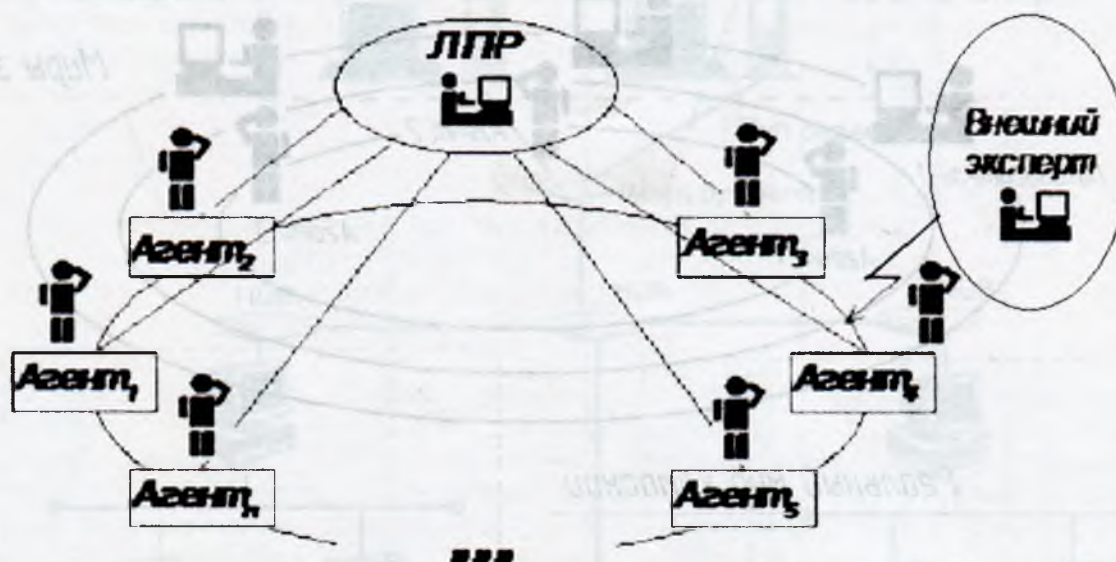 ЛПР
Внешний
эксперт
Агент₂
Агент₃
Агент₁
Агент₄
Агентₙ
Агент₅
...